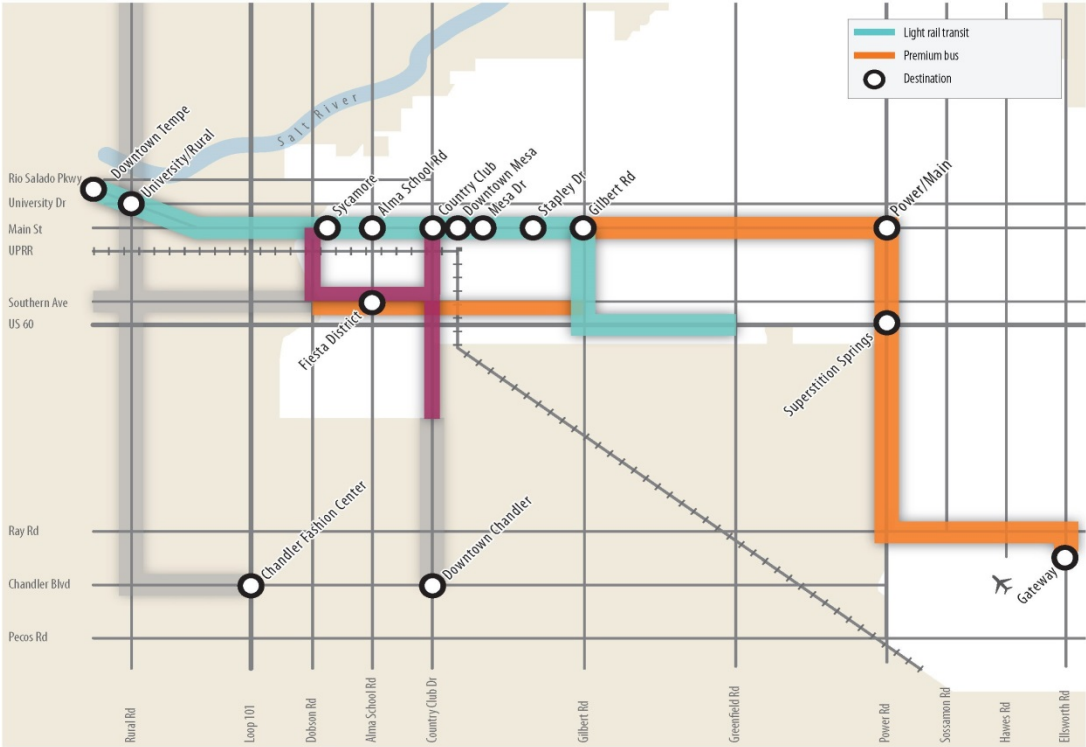 Light rail transit
Premium bus
Destination
Salt River
Downtown Tempe
University/Rural
Sycamore
Alma School Rd
Country Club
Downtown Mesa
Mesa Dr
Stapley Dr
Gilbert Rd
Power/Main
Rio Salado Pkwy
University Dr
Main St
UPRR
Southern Ave
US 60
Fiesta District
Superstition Springs
Ray Rd
Chandler Fashion Center
Downtown Chandler
Chandler Blvd
Gateway
Pecos Rd
Rural Rd
Loop 101
Dobson Rd
Alma School Rd
Country Club Dr
Gilbert Rd
Greenfield Rd
Power Rd
Sossamon Rd
Hawes Rd
Ellsworth Rd